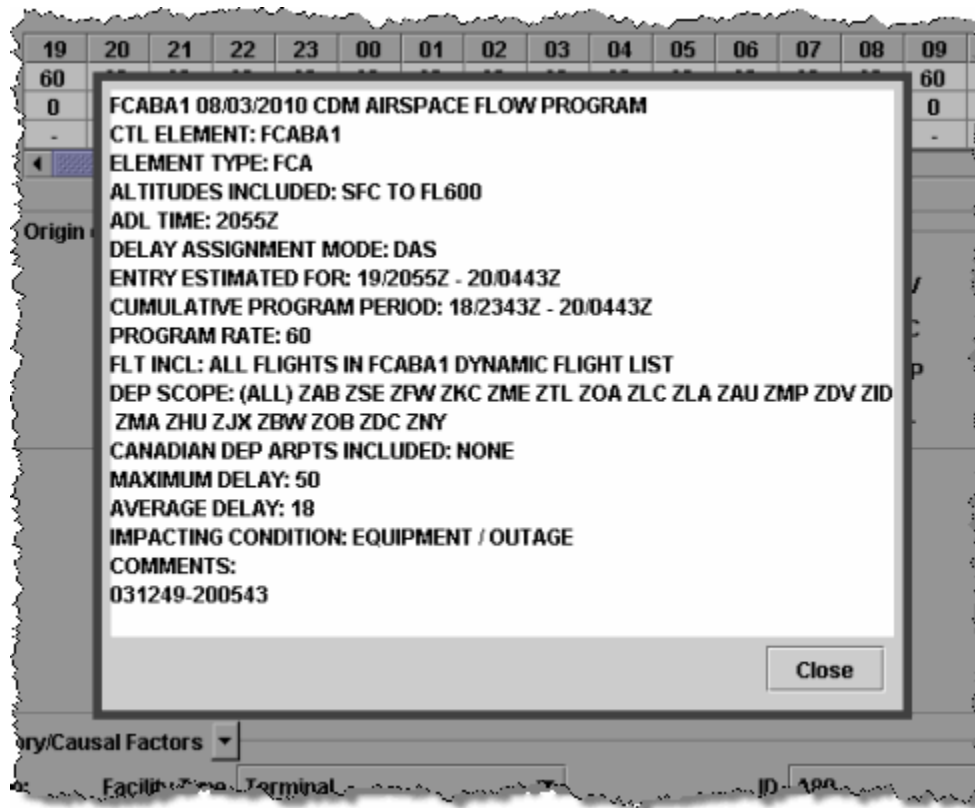 19 20 21 22 23 00 01 02 03 04 05 06 07 08 09
60 60
0 0
- -
Origin
FCABA1 08/03/2010 CDM AIRSPACE FLOW PROGRAM
CTL ELEMENT: FCABA1
ELEMENT TYPE: FCA
ALTITUDES INCLUDED: SFC TO FL600
ADL TIME: 2055Z
DELAY ASSIGNMENT MODE: DAS
ENTRY ESTIMATED FOR: 19/2055Z - 20/0443Z
CUMULATIVE PROGRAM PERIOD: 18/2343Z - 20/0443Z
PROGRAM RATE: 60
FLT INCL: ALL FLIGHTS IN FCABA1 DYNAMIC FLIGHT LIST
DEP SCOPE: (ALL) ZAB ZSE ZFW ZKC ZME ZTL ZOA ZLC ZLA ZAU ZMP ZDV ZID
ZMA ZHU ZJX ZBW ZOB ZDC ZNY
CANADIAN DEP ARPTS INCLUDED: NONE
MAXIMUM DELAY: 50
AVERAGE DELAY: 18
IMPACTING CONDITION: EQUIPMENT / OUTAGE
COMMENTS:
031249-200543
Close
ory/Causal Factors
Terminal ID